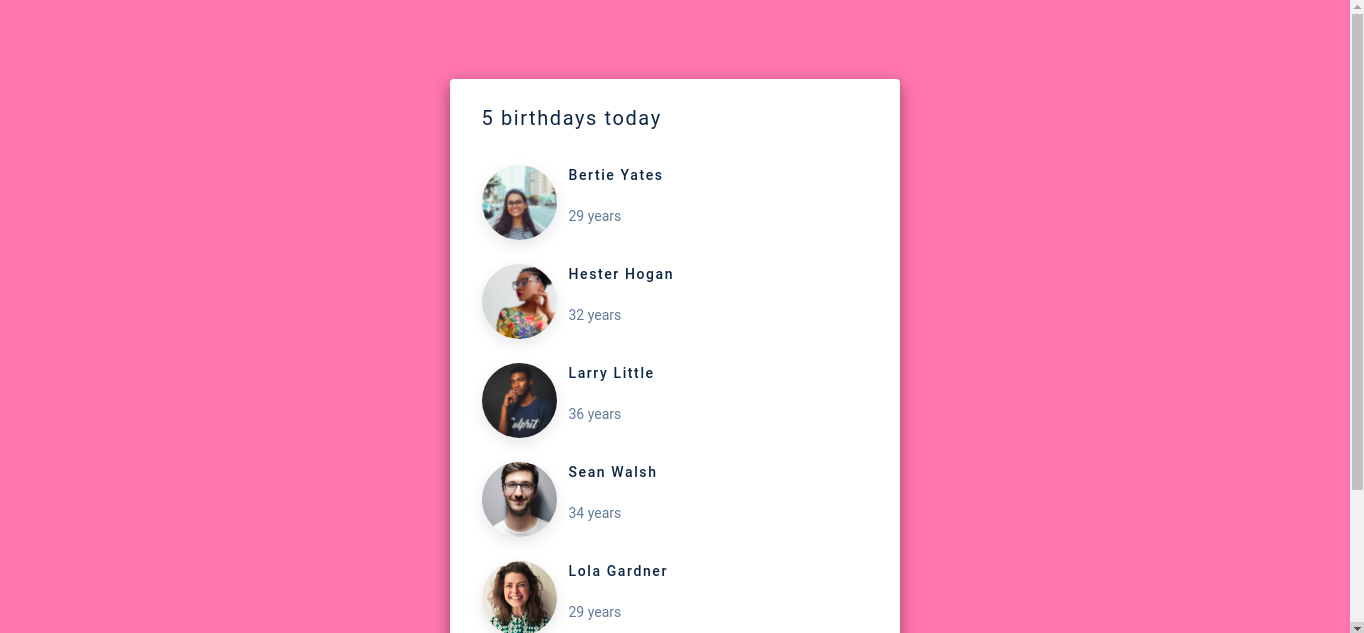 5 birthdays today
Bertie Yates
29 years
Hester Hogan
32 years
Larry Little
36 years
Sean Walsh
34 years
Lola Gardner
29 years